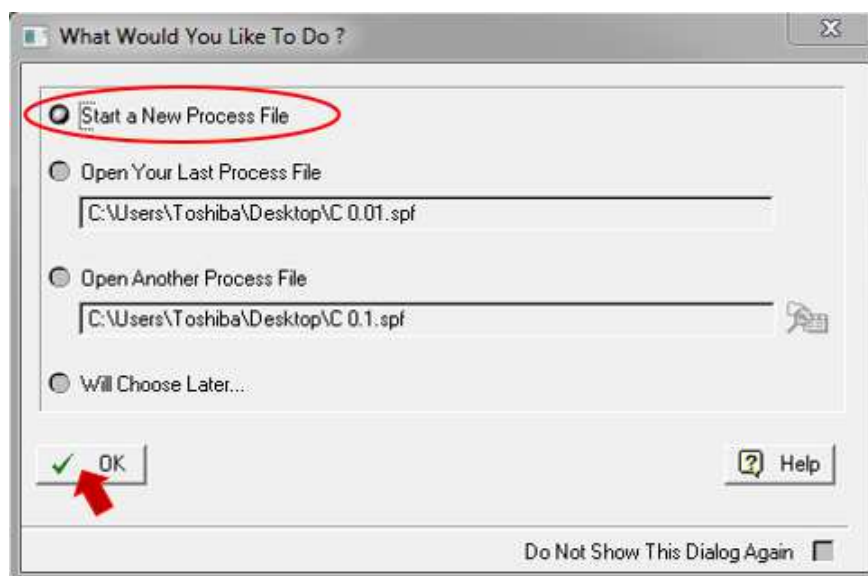 What Would You Like To Do ?
Start a New Process File
Open Your Last Process File
C:\Users\Toshiba\Desktop\C 0.01.spf
Open Another Process File
C:\Users\Toshiba\Desktop\C 0.1.spf
Will Choose Later...
OK
Help
Do Not Show This Dialog Again